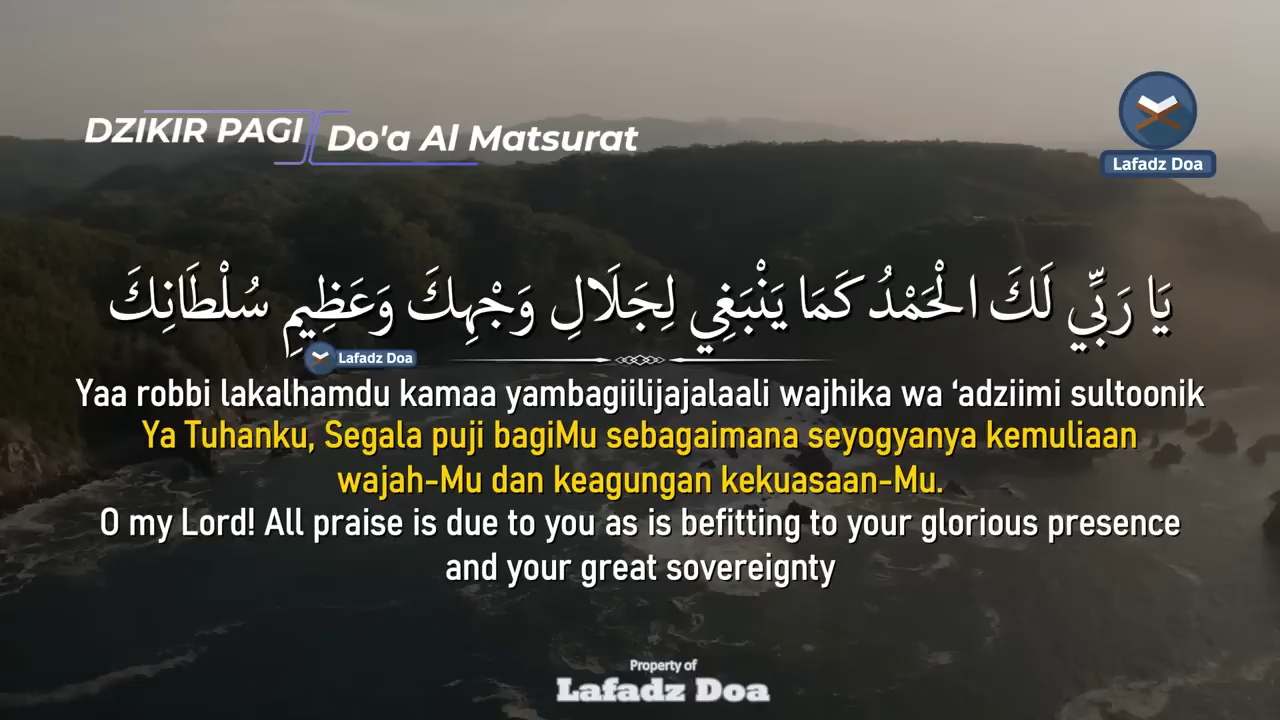 DZIKIR PAGI
Do'a Al Matsurat
Lafadz Doa
يَا رَبِّي لَكَ الْحَمْدُ كَمَا يَنْبَغِي لِجَلَالِ وَجْهِكَ وَعَظِيمِ سُلْطَانِكَ
Lafadz Doa
Yaa robbi lakalhamdu kamaa yambagiilijajalaali wajhika wa ‘adziimi sultoonik
Ya Tuhanku, Segala puji bagiMu sebagaimana seyogyanya kemuliaan
wajah-Mu dan keagungan kekuasaan-Mu.
O my Lord! All praise is due to you as is befitting to your glorious presence
and your great sovereignty
Property of
Lafadz Doa